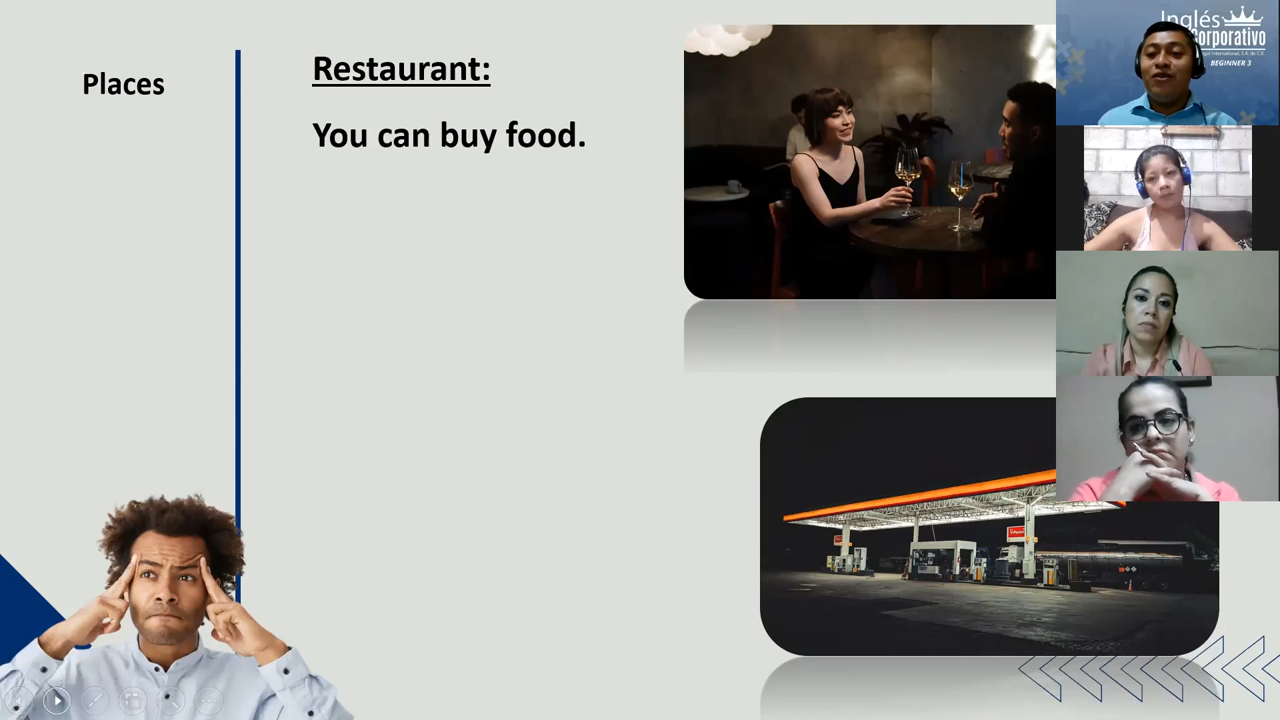 Places
Restaurant:
You can buy food.
Inglés
Corporativo
BEGINNER 3